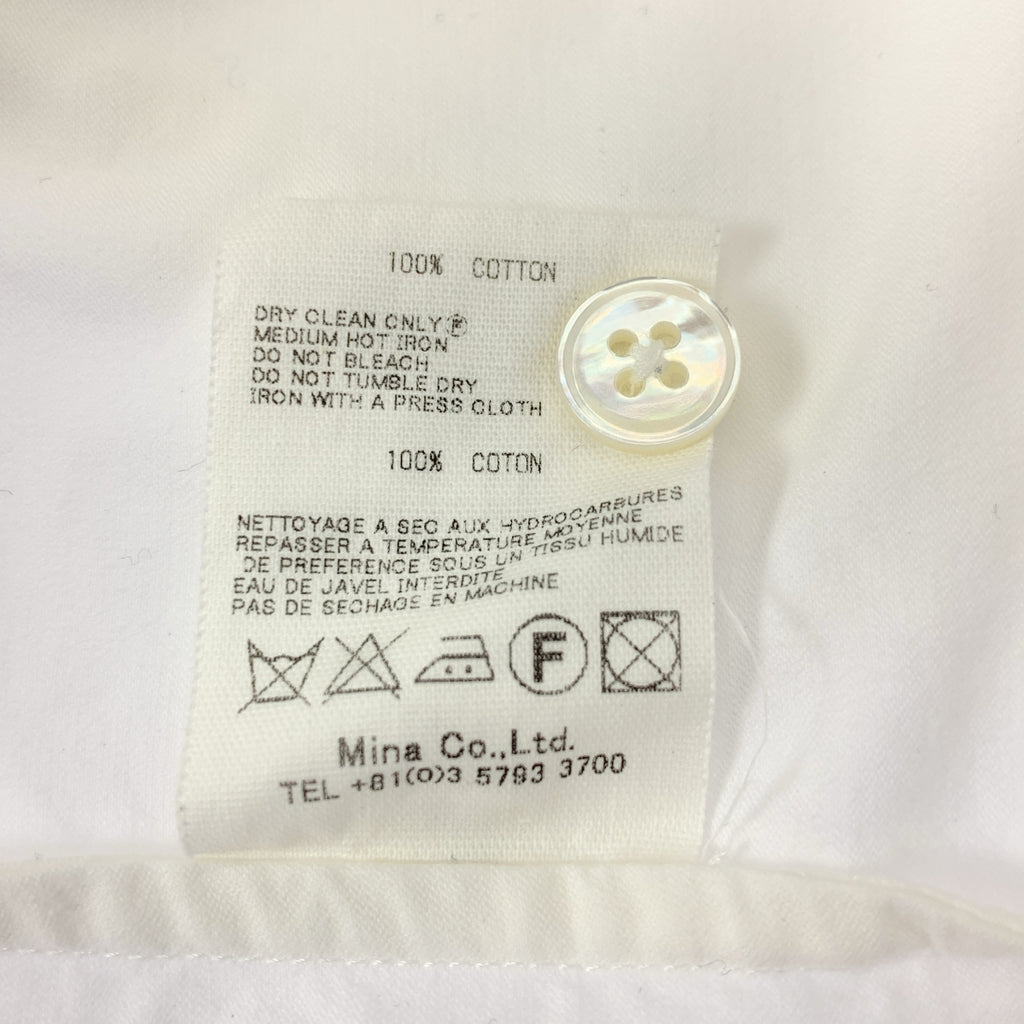 100% COTTON
DRY CLEAN ONLY Ⓕ
MEDIUM HOT IRON
DO NOT BLEACH
DO NOT TUMBLE DRY
IRON WITH A PRESS CLOTH
100% COTON
NETTOYAGE A SEC AUX HYDROCARBURES
REPASSER A TEMPERATURE MOYENNE
DE PREFERENCE SOUS UN TISSU HUMIDE
EAU DE JAVEL INTERDITE
PAS DE SECHAGE EN MACHINE
F
Mina Co.,Ltd.
TEL +81(0)3 5793 3700